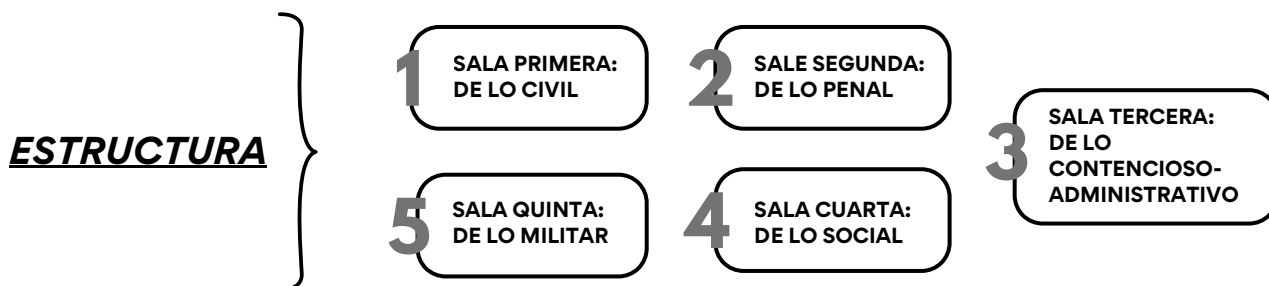 ESTRUCTURA
1
SALA PRIMERA:
DE LO CIVIL
2
SALE SEGUNDA:
DE LO PENAL
3
SALA TERCERA:
DE LO
CONTENCIOSO-
ADMINISTRATIVO
4
SALA CUARTA:
DE LO SOCIAL
5
SALA QUINTA:
DE LO MILITAR